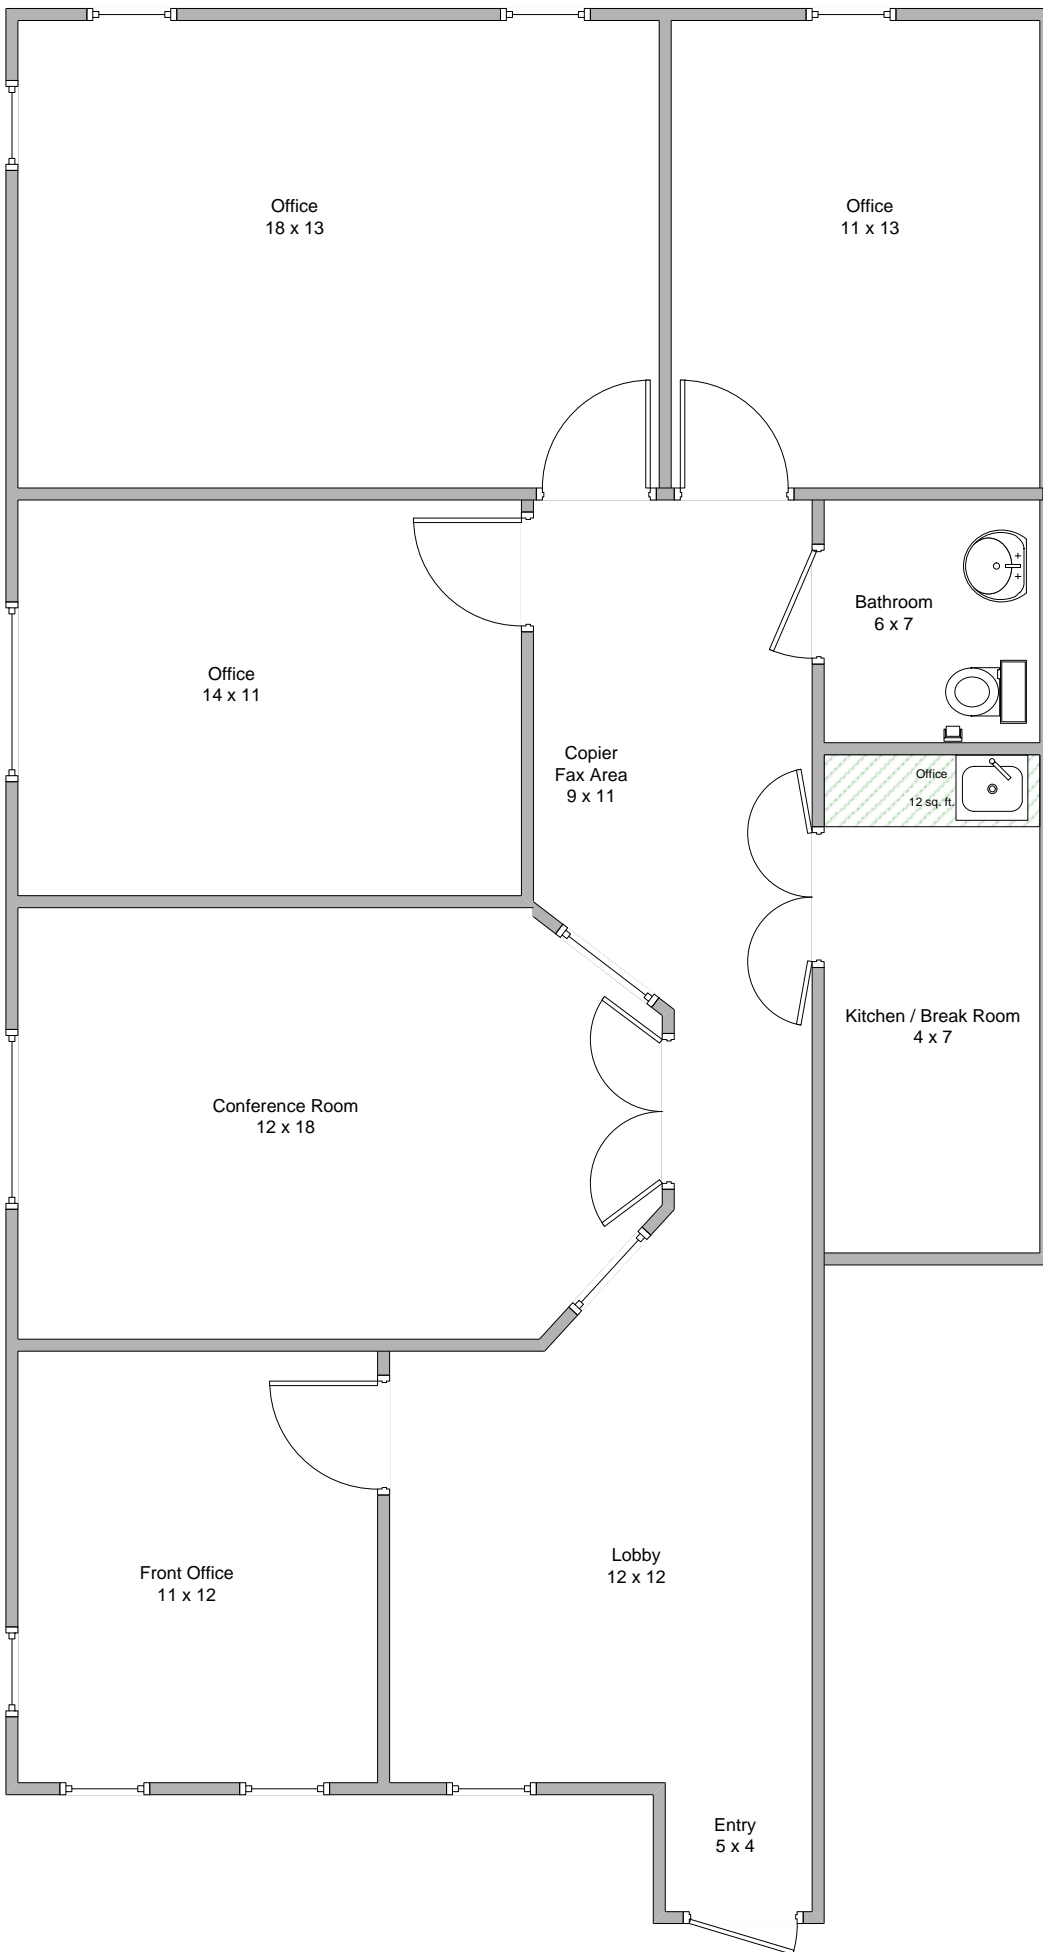 Office
18 x 13
Office
11 x 13
Bathroom
6 x 7
Office
14 x 11
Copier
Fax Area
9 x 11
Office
12 sq. ft.
Kitchen / Break Room
4 x 7
Conference Room
12 x 18
Lobby
12 x 12
Front Office
11 x 12
Entry
5 x 4